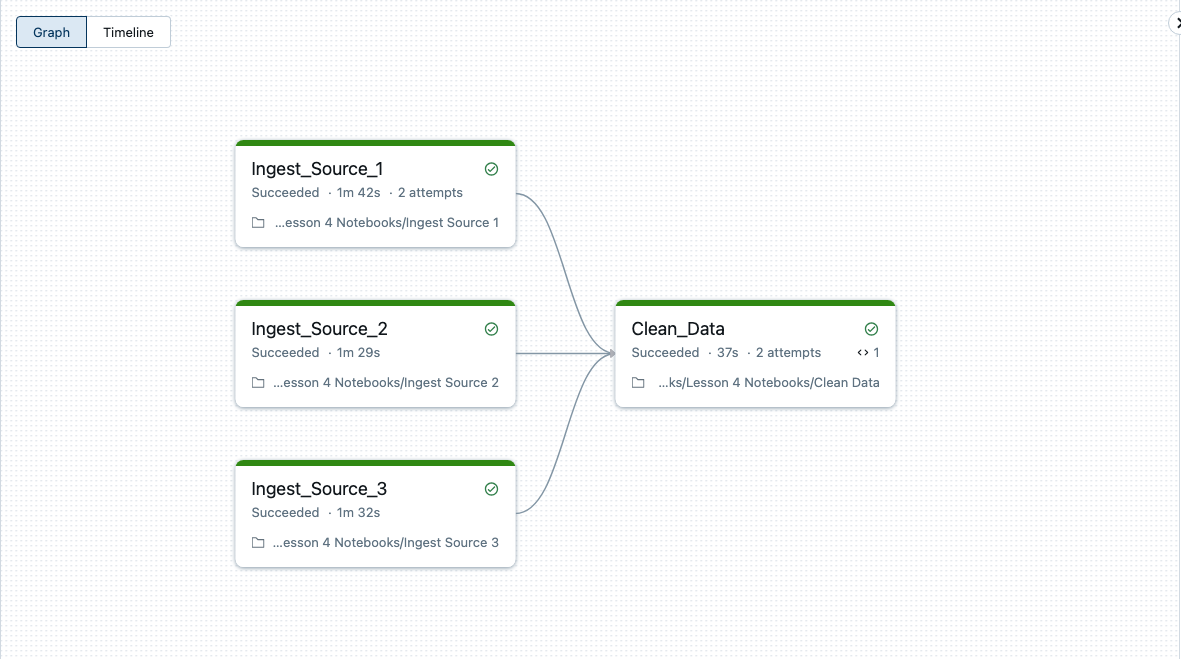 Graph
Timeline
Ingest_Source_1
Succeeded · 1m 42s · 2 attempts
...esson 4 Notebooks/Ingest Source 1
Ingest_Source_2
Succeeded · 1m 29s
...esson 4 Notebooks/Ingest Source 2
Clean_Data
Succeeded · 37s · 2 attempts <> 1
...ks/Lesson 4 Notebooks/Clean Data
Ingest_Source_3
Succeeded · 1m 32s
...esson 4 Notebooks/Ingest Source 3